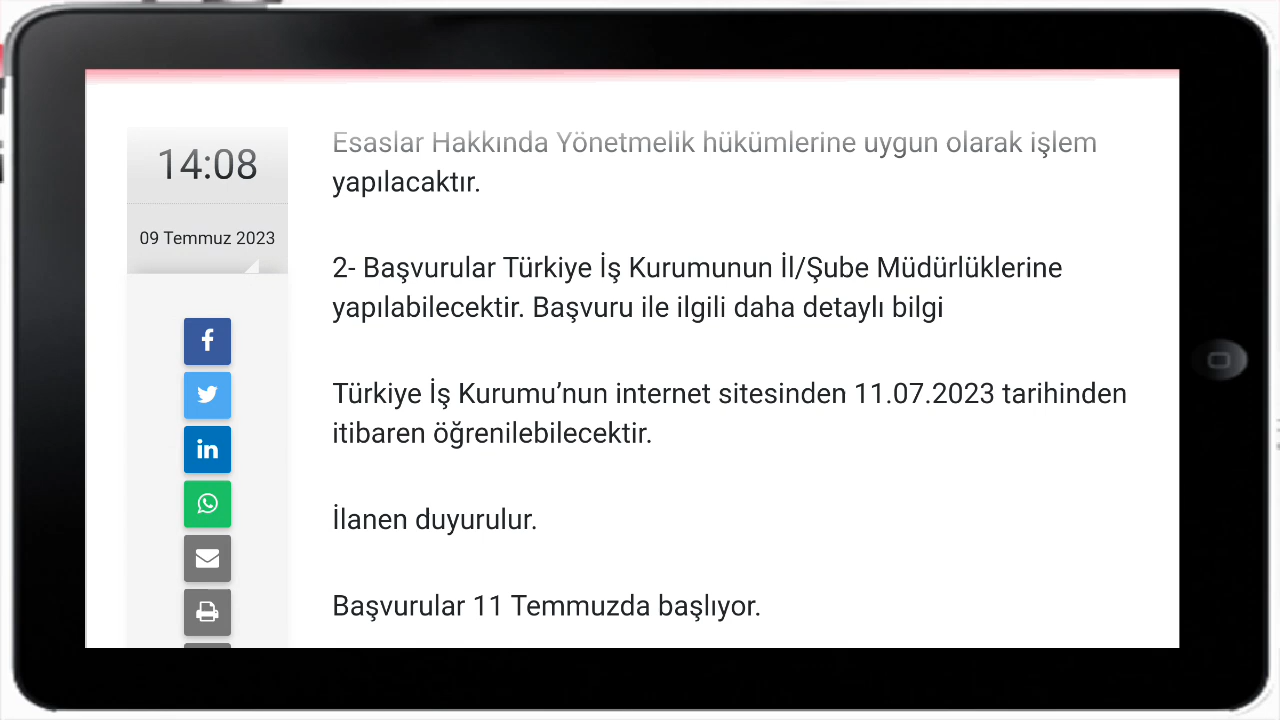 14:08
09 Temmuz 2023
Esaslar Hakkında Yönetmelik hükümlerine uygun olarak işlem
yapılacaktır.
2- Başvurular Türkiye İş Kurumunun İl/Şube Müdürlüklerine
yapılabilecektir. Başvuru ile ilgili daha detaylı bilgi
Türkiye İş Kurumu’nun internet sitesinden 11.07.2023 tarihinden
itibaren öğrenilebilecektir.
İlanen duyurulur.
Başvurular 11 Temmuzda başlıyor.